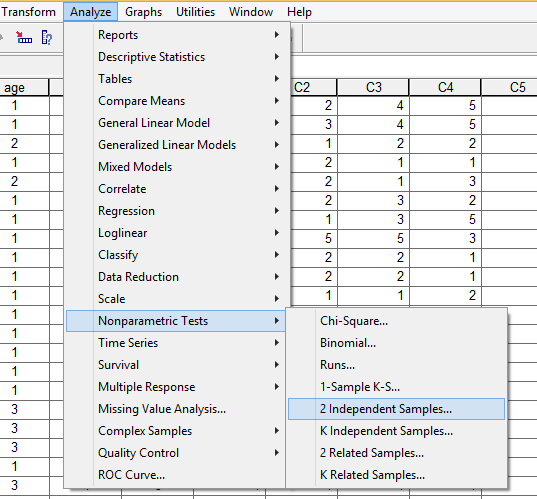 Transform Analyze Graphs Utilities Window Help
age C2 C3 C4 C5
1 2 4 5
1 3 4 5
2 1 2 2
1 2 1 1
2 2 1 3
1 2 3 2
1 1 3 5
1 5 5 3
1 2 2 1
1 2 2 1
1 1 1 2
1
1
1
1
1
3
3
3
3
1
Reports
Descriptive Statistics
Tables
Compare Means
General Linear Model
Generalized Linear Models
Mixed Models
Correlate
Regression
Loglinear
Classify
Data Reduction
Scale
Nonparametric Tests
Time Series
Survival
Multiple Response
Missing Value Analysis...
Complex Samples
Quality Control
ROC Curve...
Chi-Square...
Binomial...
Runs...
1-Sample K-S...
2 Independent Samples...
K Independent Samples...
2 Related Samples...
K Related Samples...